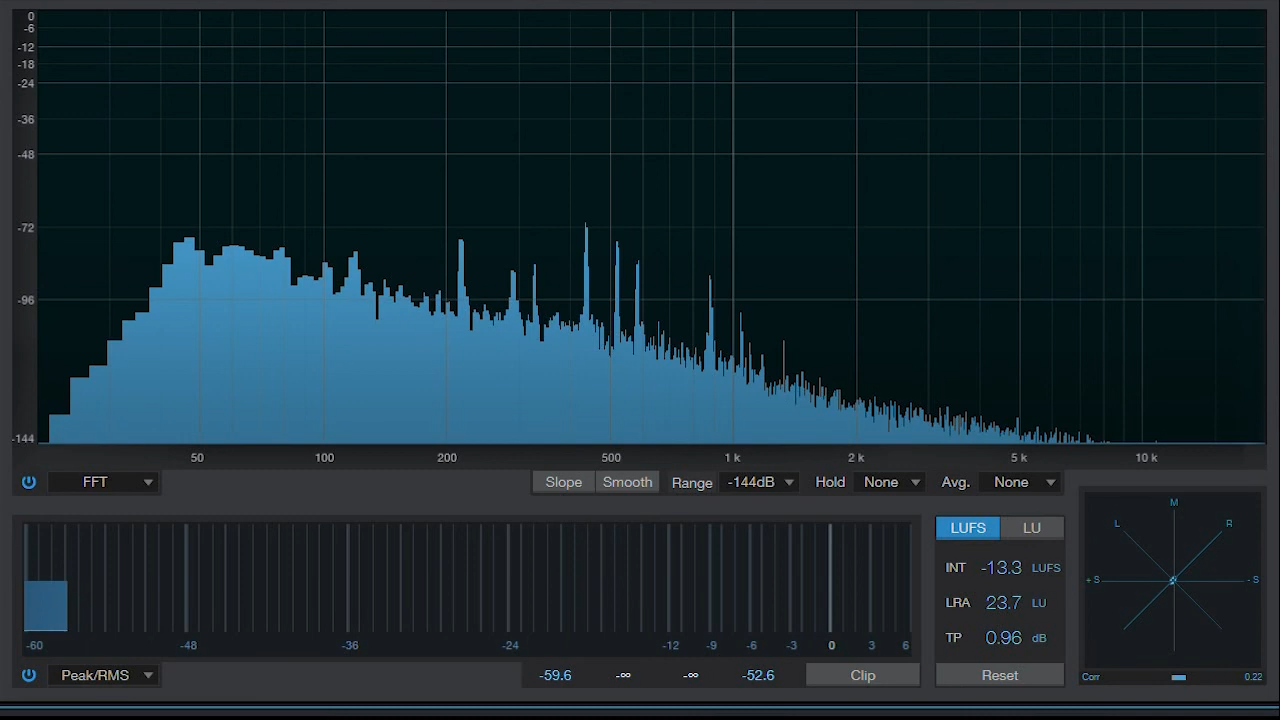 0
-6
-12
-18
-24
-36
-48
-72
-96
-144
50 100 200 500 1 k 2 k 5 k 10 k
FFT Slope Smooth Range -144dB Hold None Avg. None
M
L R
+ S - S
Corr 0.22
-60 -48 -36 -24 -12 -9 -6 -3 0 3 6
Peak/RMS -59.6 -∞ -∞ -52.6 Clip
LUFS LU
INT -13.3 LUFS
LRA 23.7 LU
TP 0.96 dB
Reset